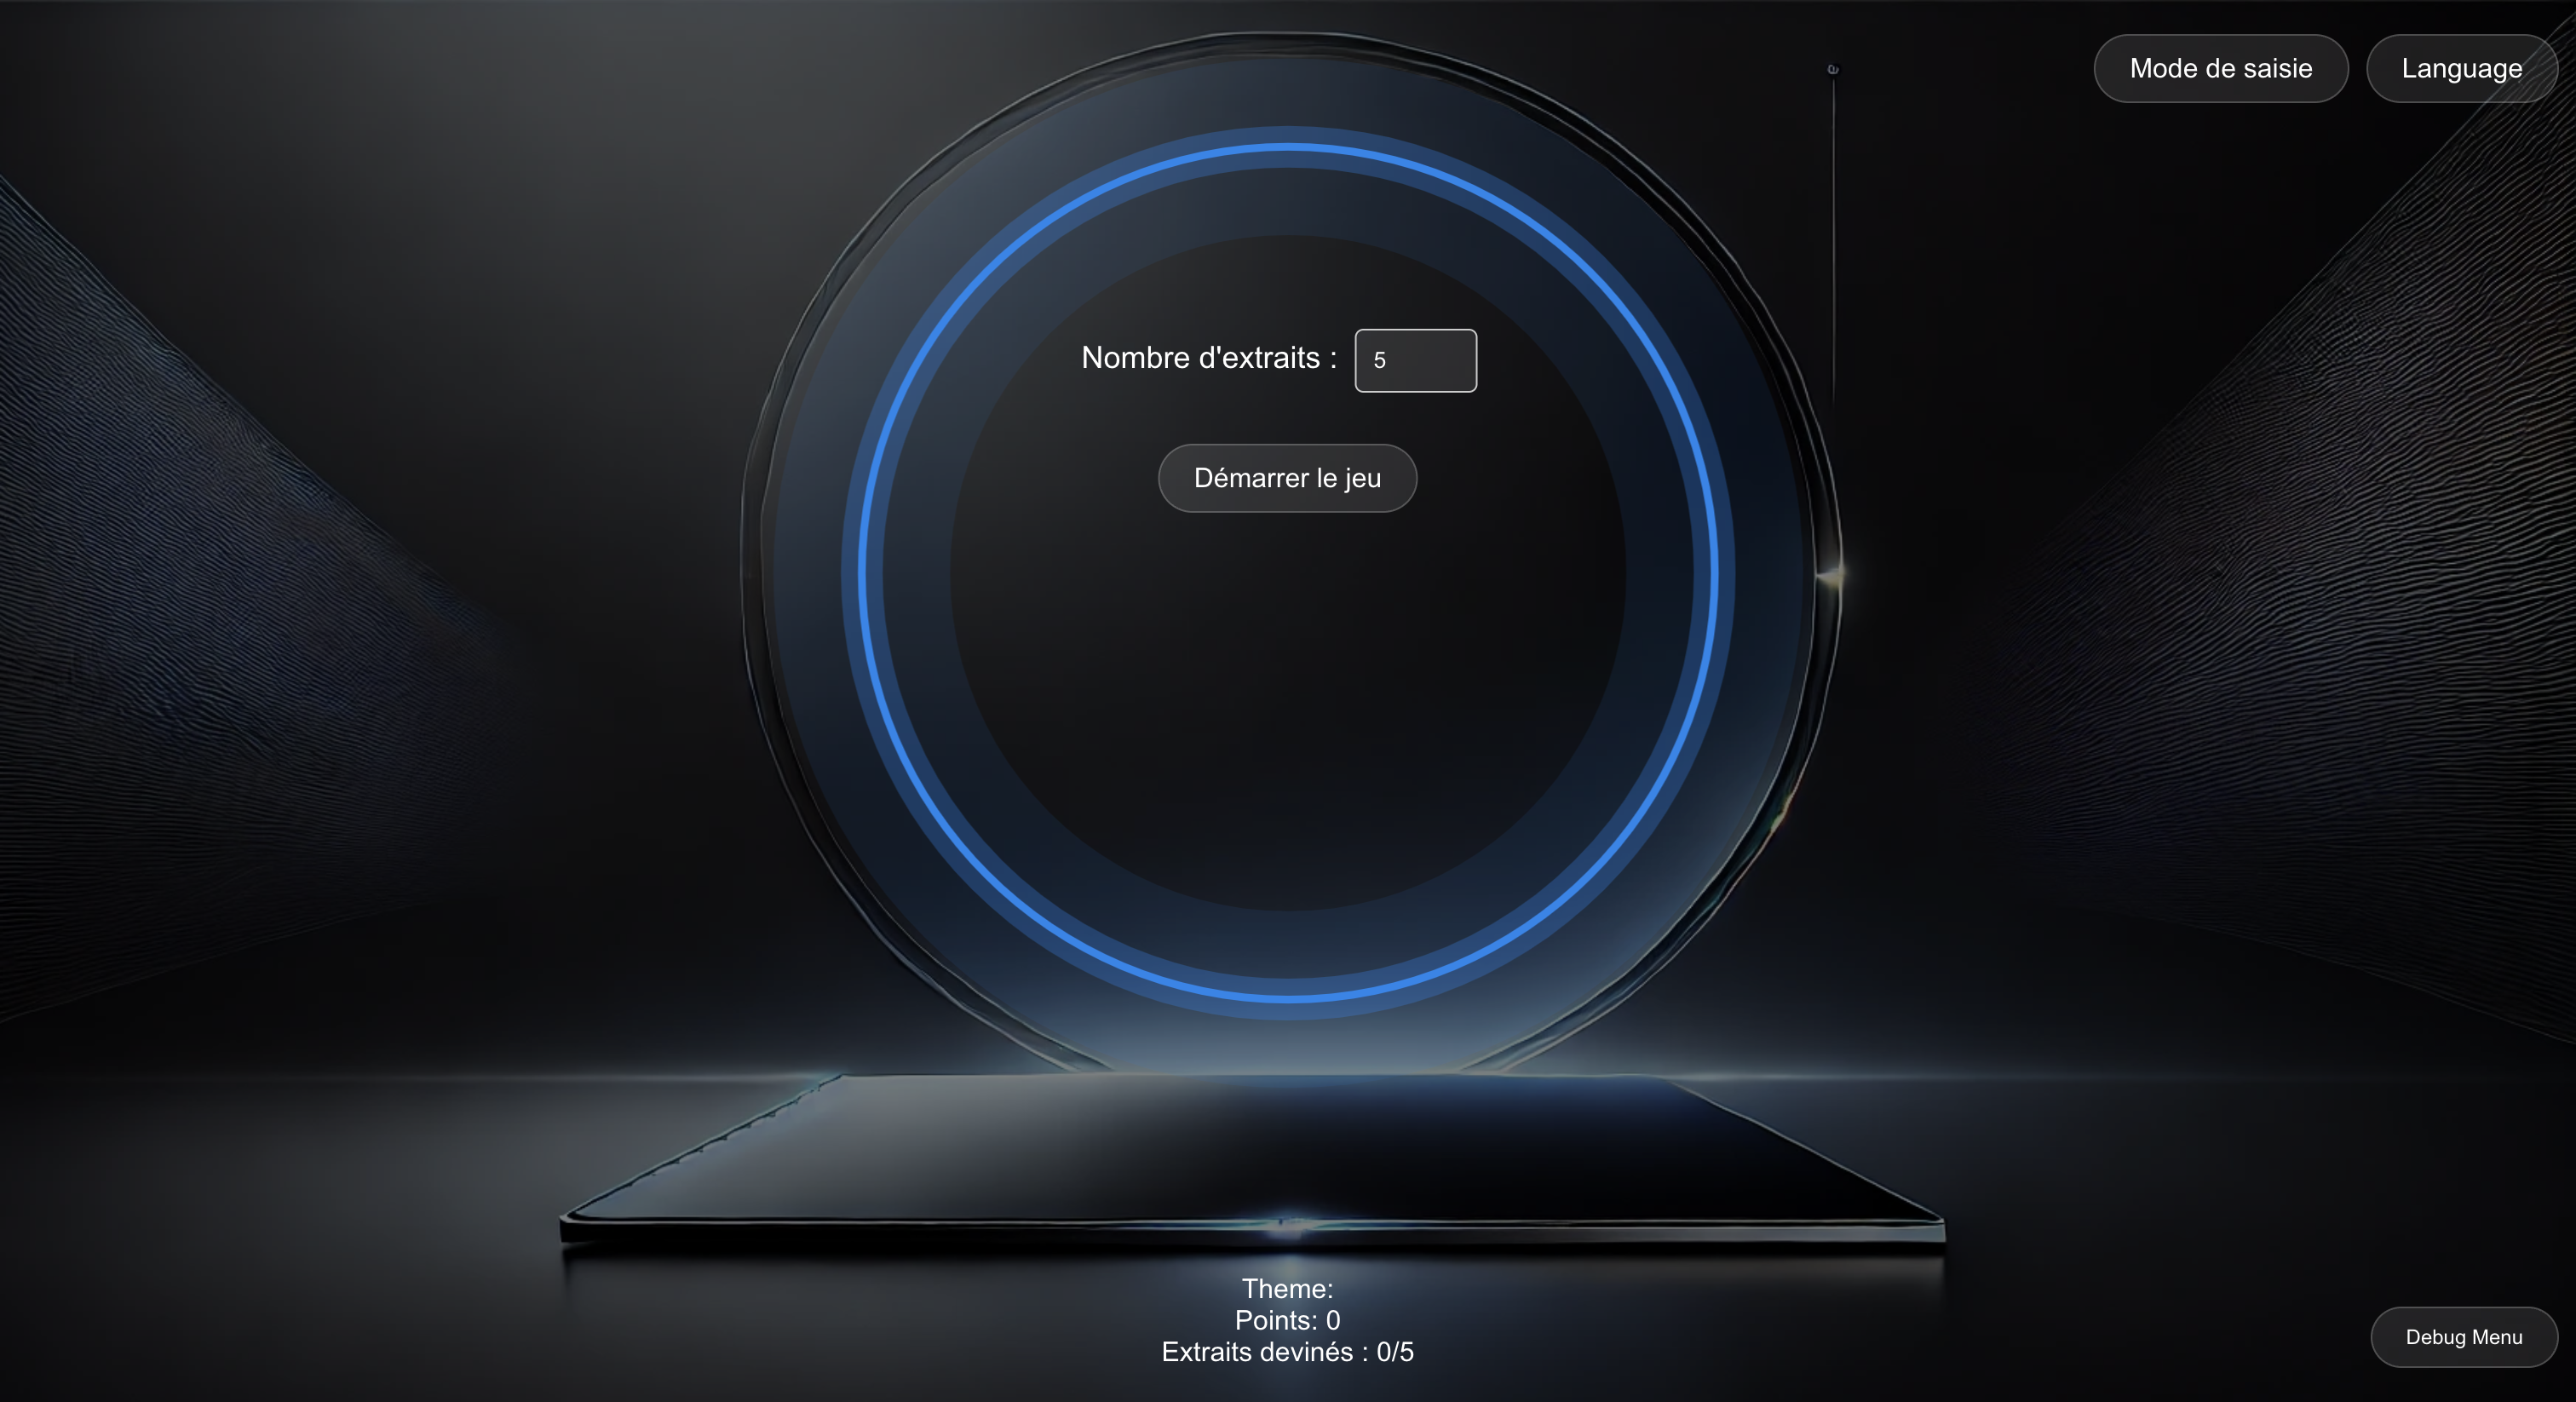 Mode de saisie
Language
Nombre d'extraits :
5
Démarrer le jeu
Theme:
Points: 0
Extraits devinés : 0/5
Debug Menu